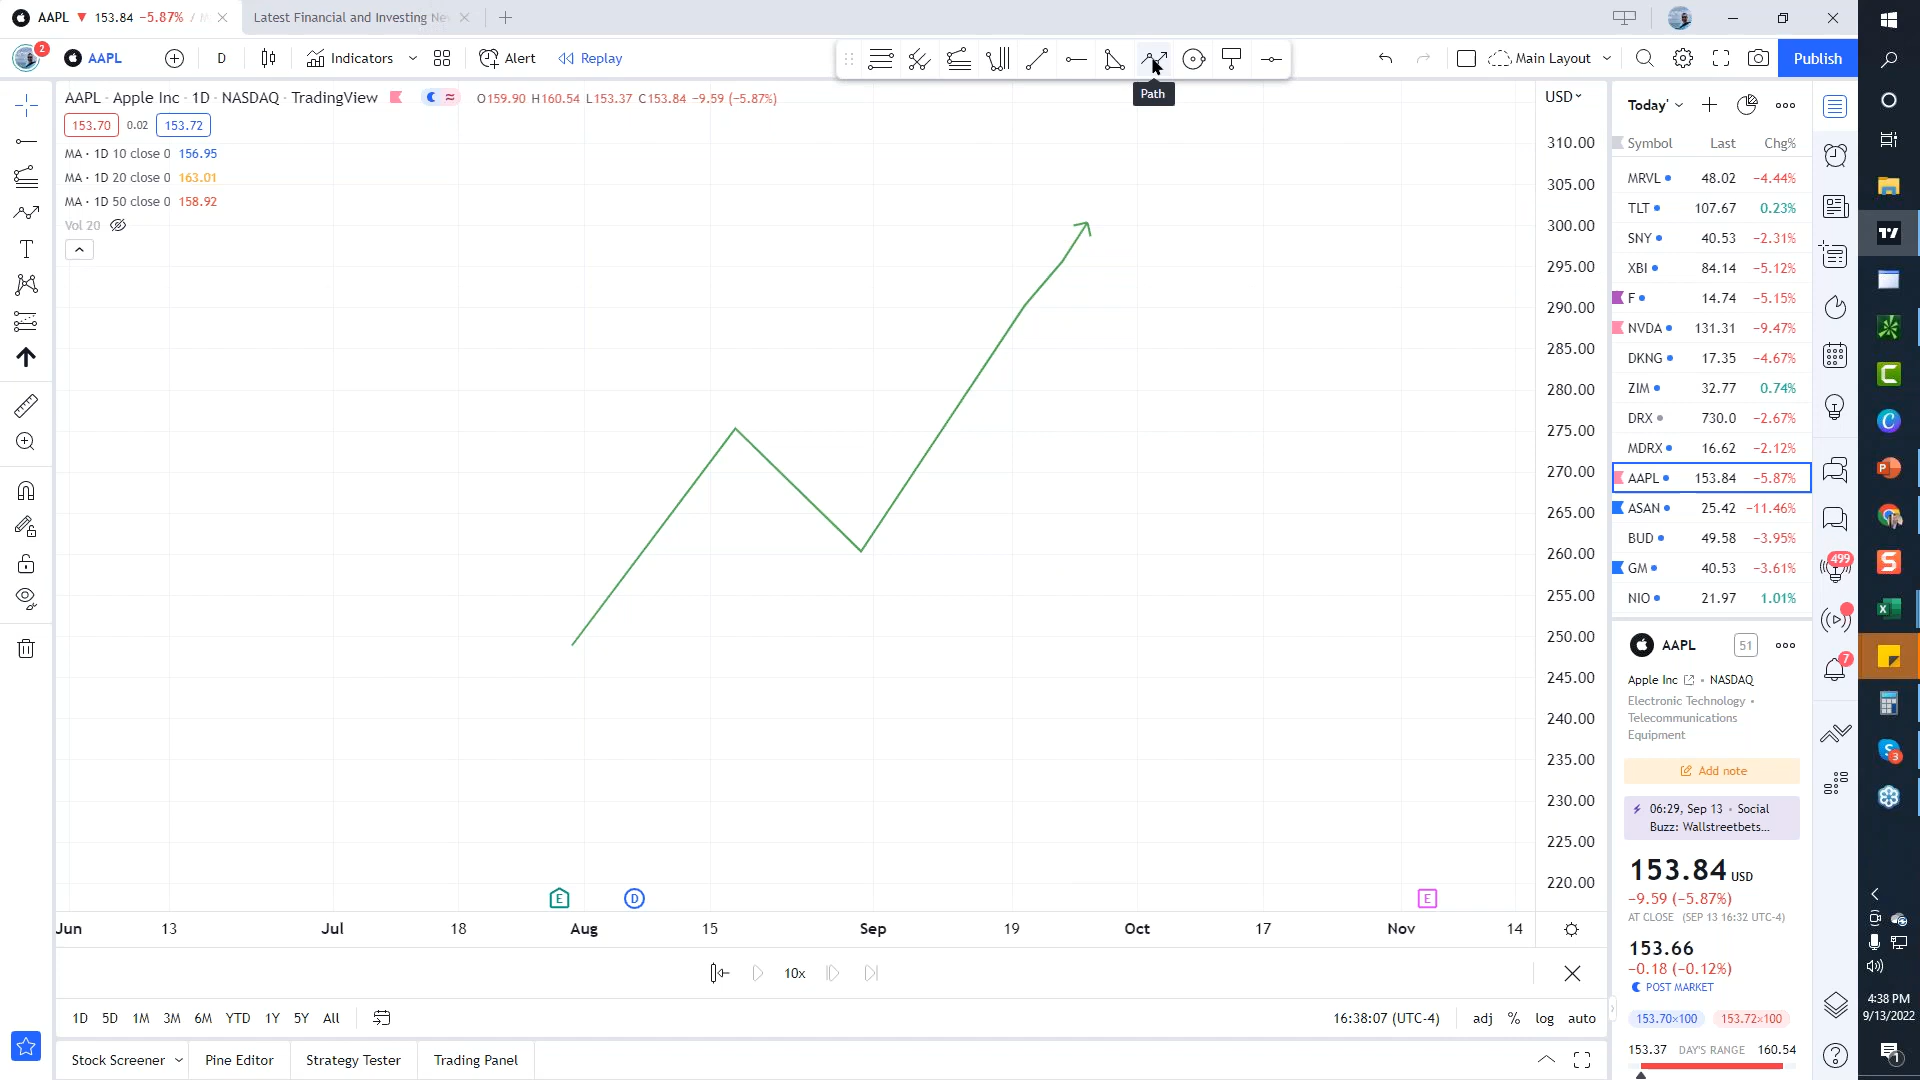 AAPL ▼ 153.84 −5.87% /
Latest Financial and Investing Ne
2
AAPL
D
Indicators
Alert
Replay
Main Layout
Publish
Path
AAPL · Apple Inc · 1D · NASDAQ · TradingView
O159.90 H160.54 L153.37 C153.84 −9.59 (−5.87%)
153.70 0.02 153.72
MA · 1D 10 close 0 156.95
MA · 1D 20 close 0 163.01
MA · 1D 50 close 0 158.92
Vol 20
USD
310.00
305.00
300.00
295.00
290.00
285.00
280.00
275.00
270.00
265.00
260.00
255.00
250.00
245.00
240.00
235.00
230.00
225.00
220.00
E
D
E
Jun 13 Jul 18 Aug 15 Sep 19 Oct 17 Nov 14
10x
1D 5D 1M 3M 6M YTD 1Y 5Y All
16:38:07 (UTC-4) adj % log auto
Stock Screener Pine Editor Strategy Tester Trading Panel
Today'
Symbol Last Chg%
MRVL 48.02 −4.44%
TLT 107.67 0.23%
SNY 40.53 −2.31%
XBI 84.14 −5.12%
F 14.74 −5.15%
NVDA 131.31 −9.47%
DKNG 17.35 −4.67%
ZIM 32.77 0.74%
DRX 730.0 −2.67%
MDRX 16.62 −2.12%
AAPL 153.84 −5.87%
ASAN 25.42 −11.46%
BUD 49.58 −3.95%
GM 40.53 −3.61%
NIO 21.97 1.01%
AAPL 51
Apple Inc • NASDAQ
Electronic Technology •
Telecommunications
Equipment
Add note
06:29, Sep 13 • Social
Buzz: Wallstreetbets...
153.84 USD
−9.59 (−5.87%)
AT CLOSE (SEP 13 16:32 UTC-4)
153.66
−0.18 (−0.12%)
POST MARKET
153.70×100 153.72×100
153.37 DAY'S RANGE 160.54
499
7
3
4:38 PM
9/13/2022
1